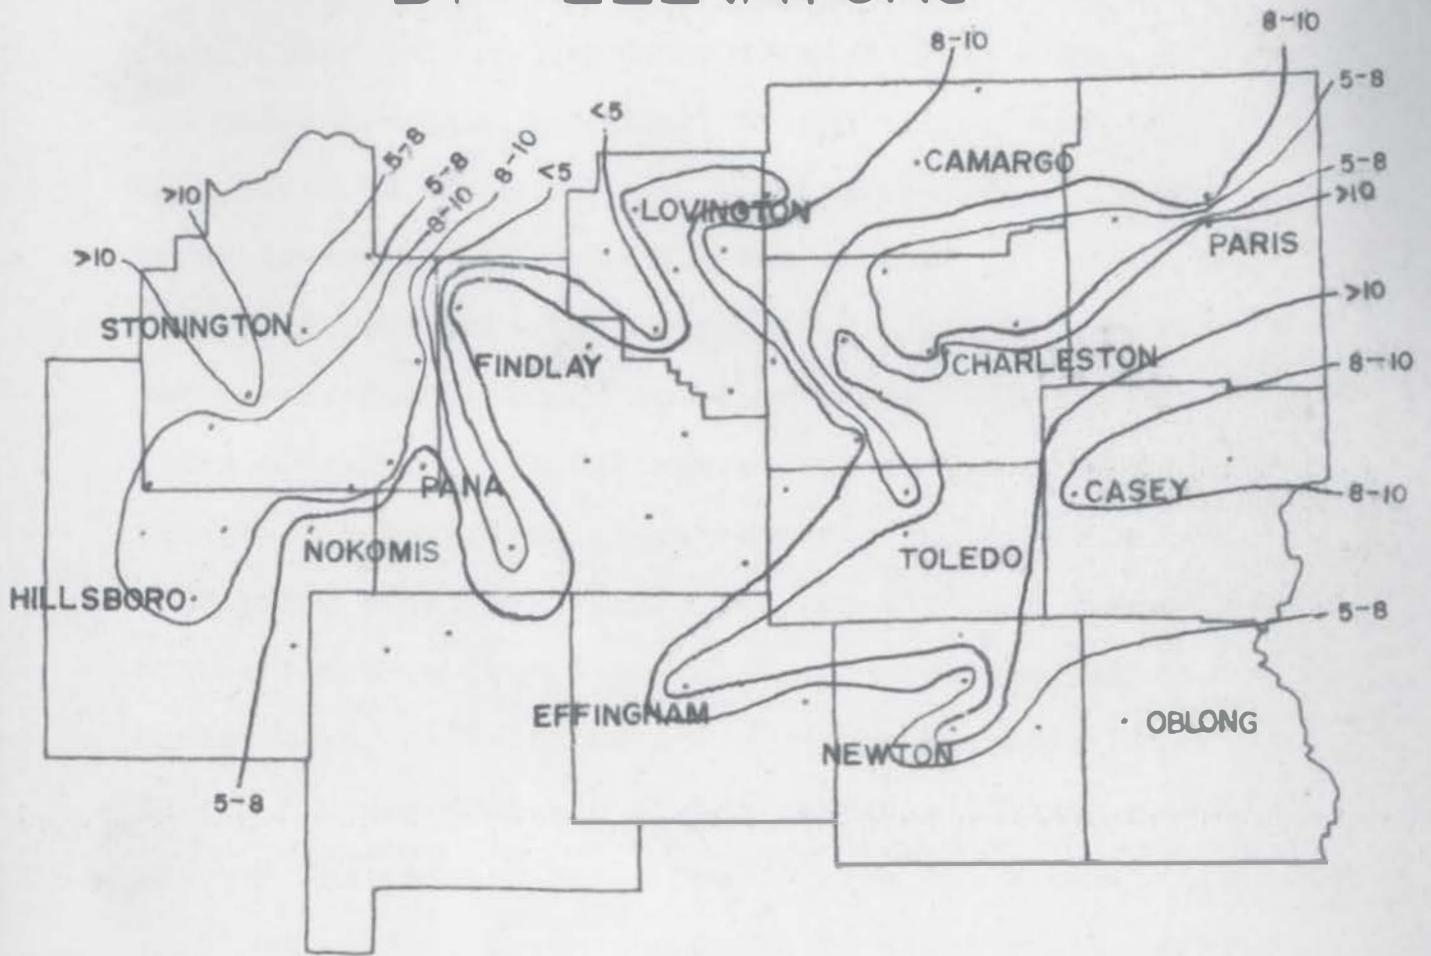 BY ELEVATORS
8-10
8-10
5-8
<5
5-8
5-8
8-10
<5
>10
8-10
CAMARGO
5-8
>10
LOVINGTON
PARIS
>10
>10
STONINGTON
FINDLAY
CHARLESTON
8-10
PANA
CASEY
8-10
NOKOMIS
TOLEDO
HILLSBORO
5-8
EFFINGHAM
OBLONG
NEWTON
5-8